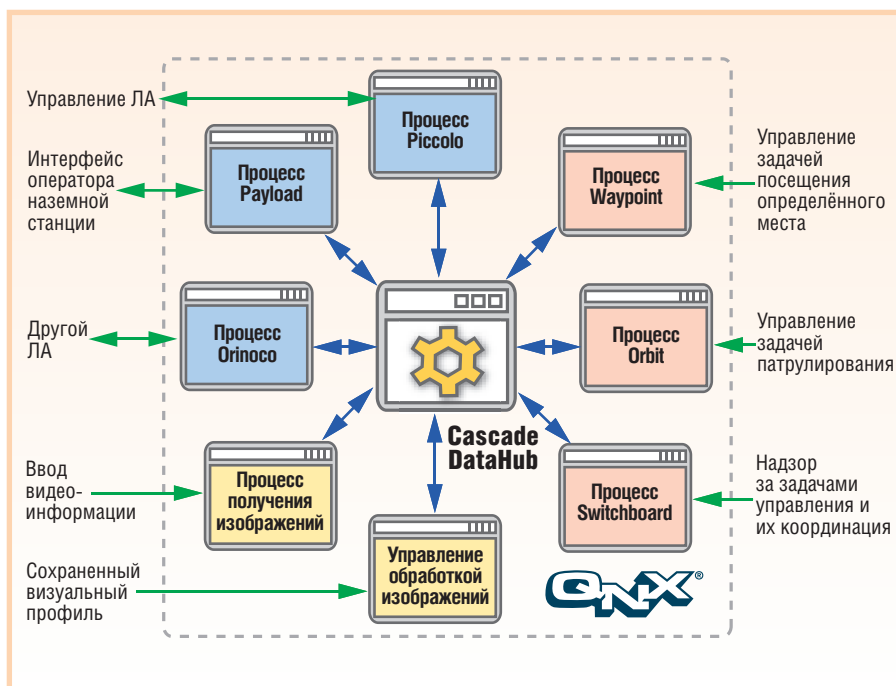 Управление ЛА
Процесс
Piccolo
Интерфейс
оператора
наземной
станции
Процесс
Payload
Процесс
Waypoint
Управление
задачей
посещения
определённого
места
Другой
ЛА
Процесс
Orinoco
Процесс
Orbit
Управление
задачей
патрулирования
Cascade
DataHub
Ввод
видео-
информации
Процесс
получения
изображений
Процесс
Switchboard
Надзор
за задачами
управления и
их координация
Сохраненный
визуальный
профиль
Управление
обработкой
изображений
QNX®